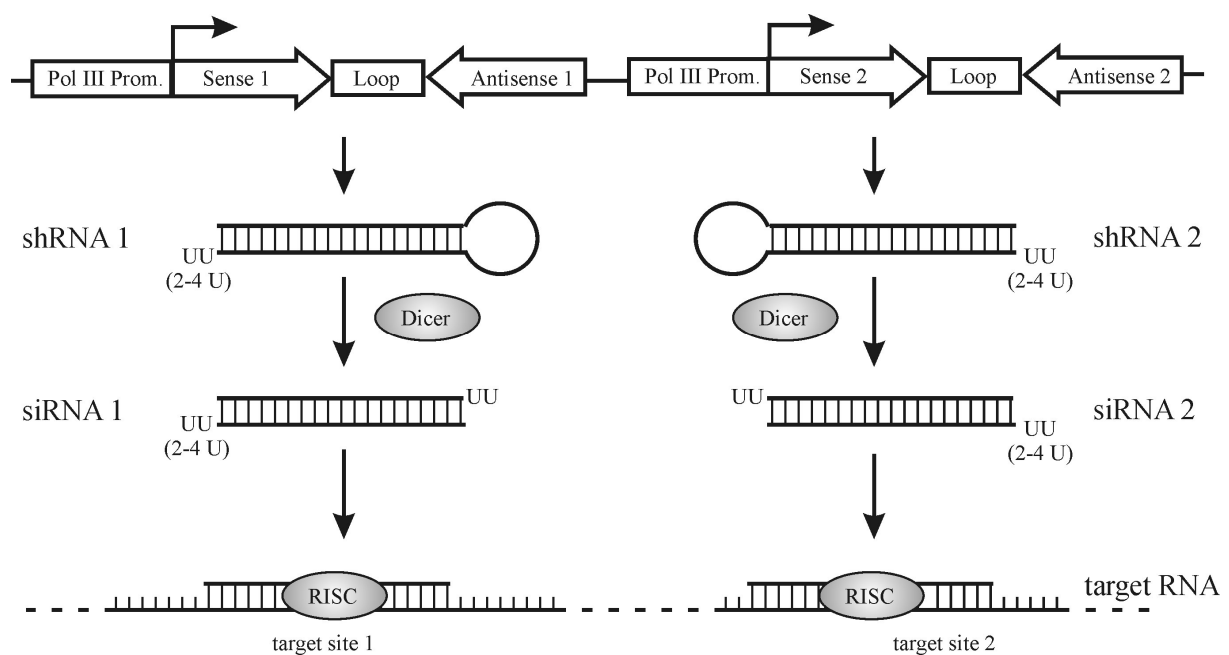 Pol III Prom. Sense 1 Loop Antisense 1 Pol III Prom. Sense 2 Loop Antisense 2
shRNA 1
UU
(2-4 U)
shRNA 2
UU
(2-4 U)
Dicer
Dicer
siRNA 1
UU
UU
(2-4 U)
siRNA 2
UU
UU
(2-4 U)
RISC
RISC
target RNA
target site 1
target site 2